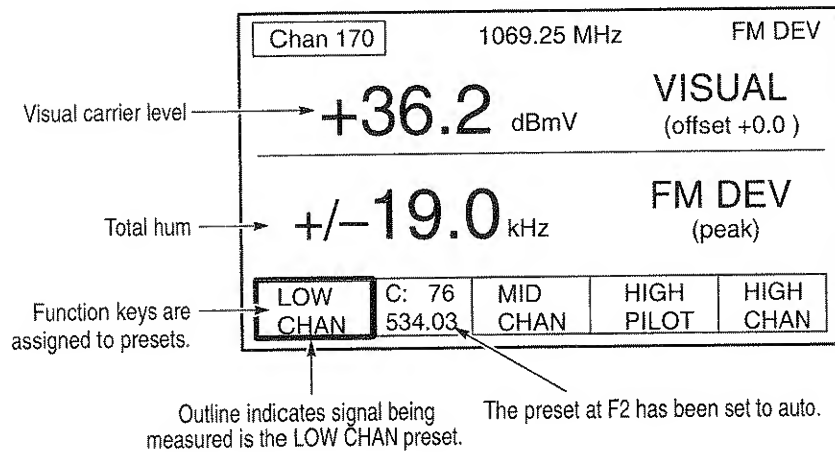 Chan 170 1069.25 MHz FM DEV
Visual carrier level +36.2 dBmV VISUAL
(offset +0.0 )
Total hum +/–19.0 kHz FM DEV
(peak)
Function keys are
assigned to presets.
LOW
CHAN
C: 76
534.03
MID
CHAN
HIGH
PILOT
HIGH
CHAN
Outline indicates signal being
measured is the LOW CHAN preset.
The preset at F2 has been set to auto.